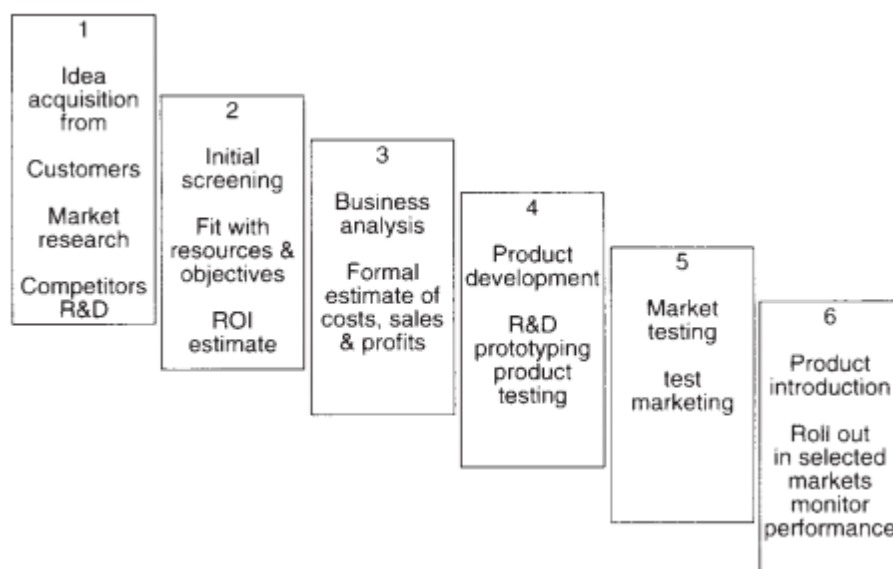 1
Idea
acquisition
from
Customers
Market
research
Competitors
R&D
2
Initial
screening
Fit with
resources &
objectives
ROI
estimate
3
Business
analysis
Formal
estimate of
costs, sales
& profits
4
Product
development
R&D
prototyping
product
testing
5
Market
testing
test
marketing
6
Product
introduction
Roll out
in selected
markets
monitor
performance